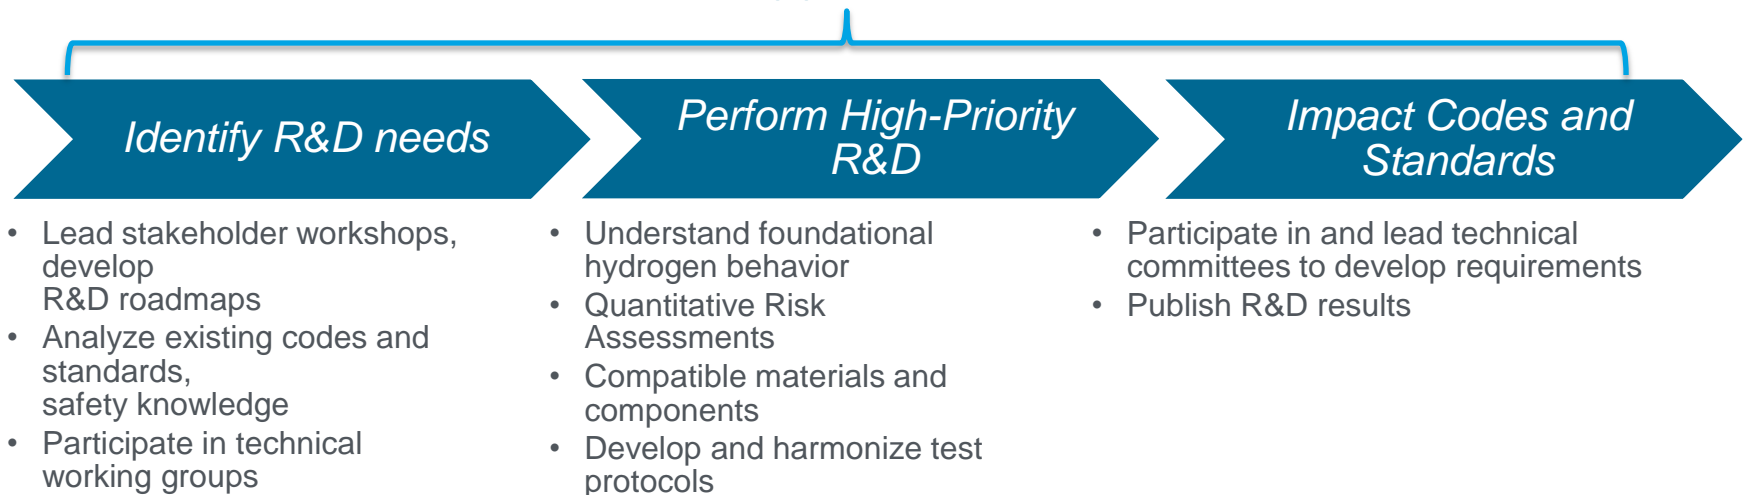 Identify R&D needs
Perform High-Priority
R&D
Impact Codes and
Standards
• Lead stakeholder workshops,
develop
R&D roadmaps
• Analyze existing codes and
standards,
safety knowledge
• Participate in technical
working groups
• Understand foundational
hydrogen behavior
• Quantitative Risk
Assessments
• Compatible materials and
components
• Develop and harmonize test
protocols
• Participate in and lead technical
committees to develop requirements
• Publish R&D results